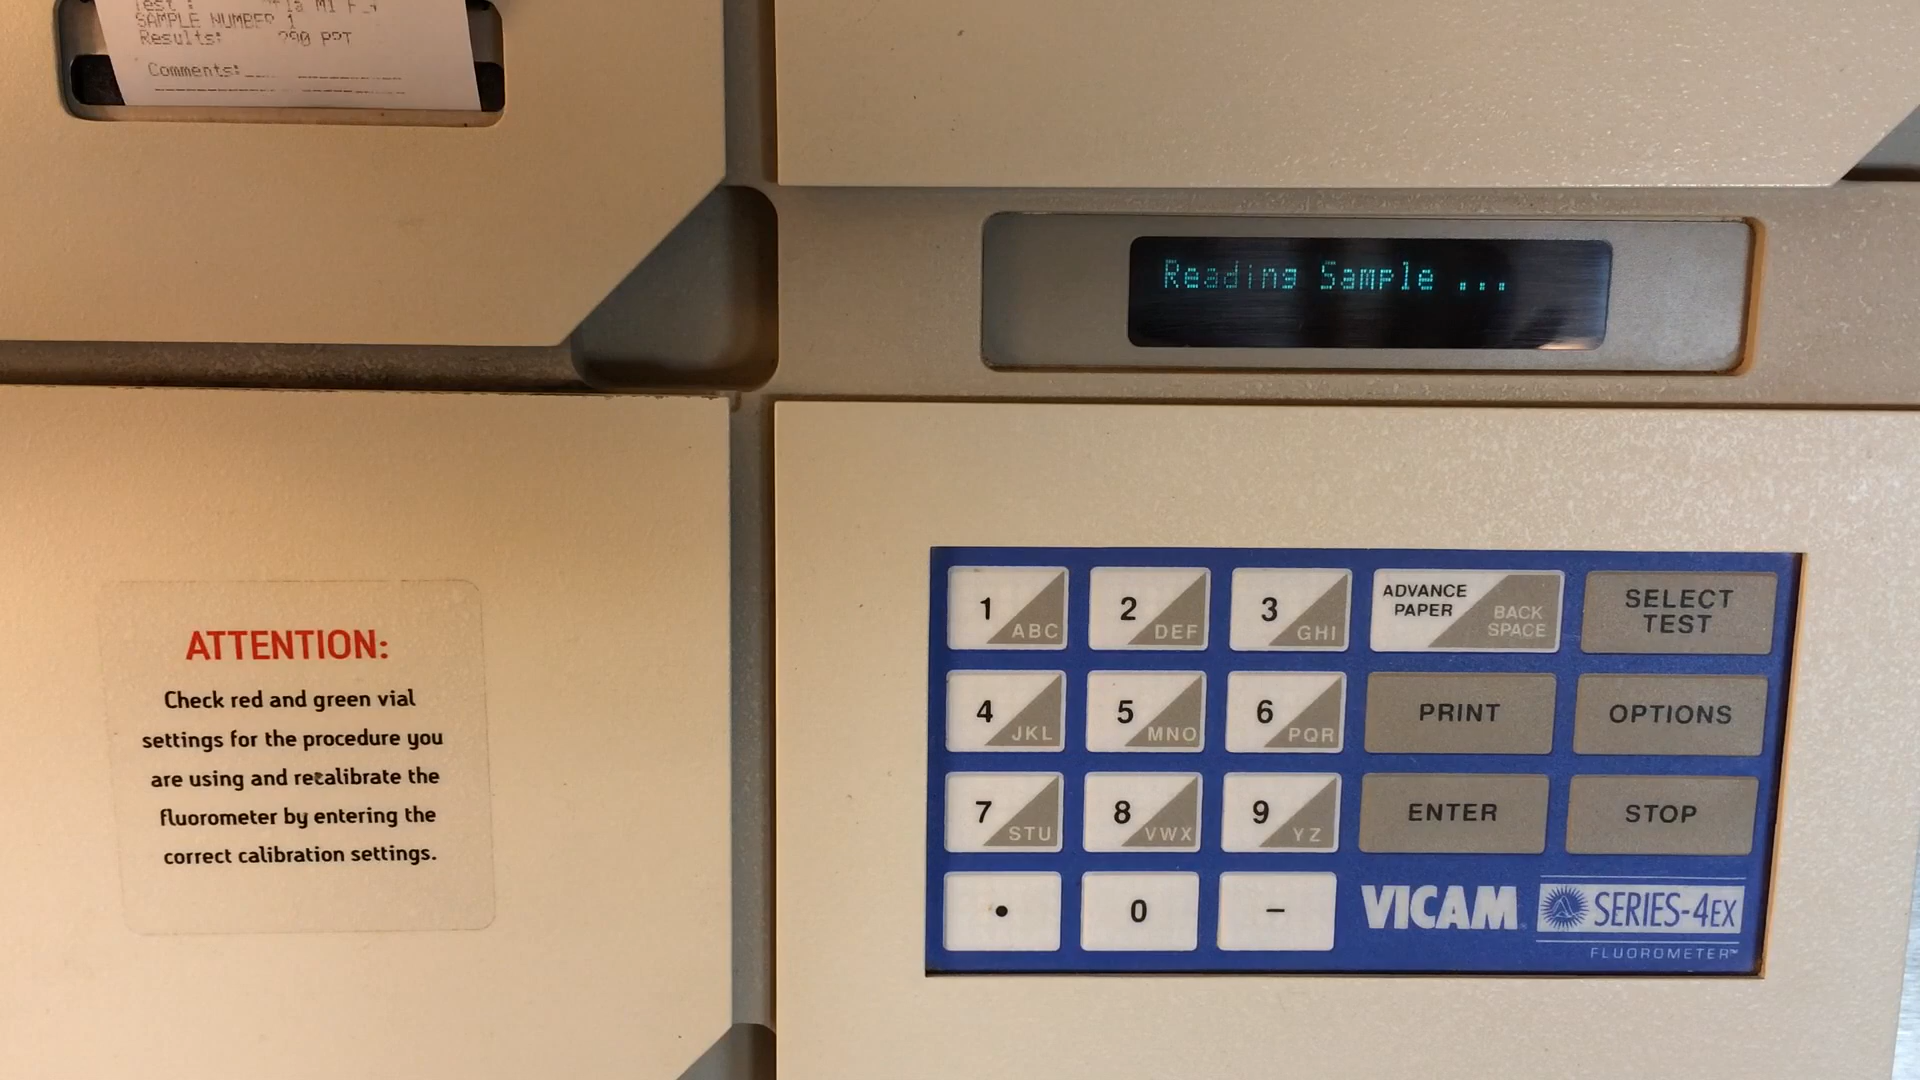 Test :
SAMPLE NUMBER 1
Results: 290 PPT
Comments:
Reading Sample ...
ATTENTION:
Check red and green vial
settings for the procedure you
are using and recalibrate the
fluorometer by entering the
correct calibration settings.
1 ABC
2 DEF
3 GHI
ADVANCE PAPER
BACK SPACE
SELECT TEST
4 JKL
5 MNO
6 PQR
PRINT
OPTIONS
7 STU
8 VWX
9 YZ
ENTER
STOP
•
0
–
VICAM
SERIES-4EX
FLUOROMETER™